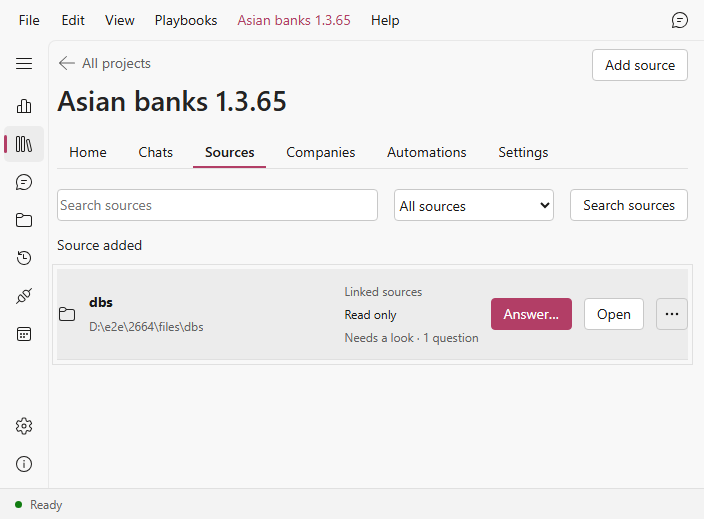 File Edit View Playbooks Asian banks 1.3.65 Help
All projects
Add source
Asian banks 1.3.65
Home Chats Sources Companies Automations Settings
Search sources All sources Search sources
Source added
dbs
D:\e2e\2664\files\dbs
Linked sources
Read only
Needs a look · 1 question
Answer... Open ...
Ready